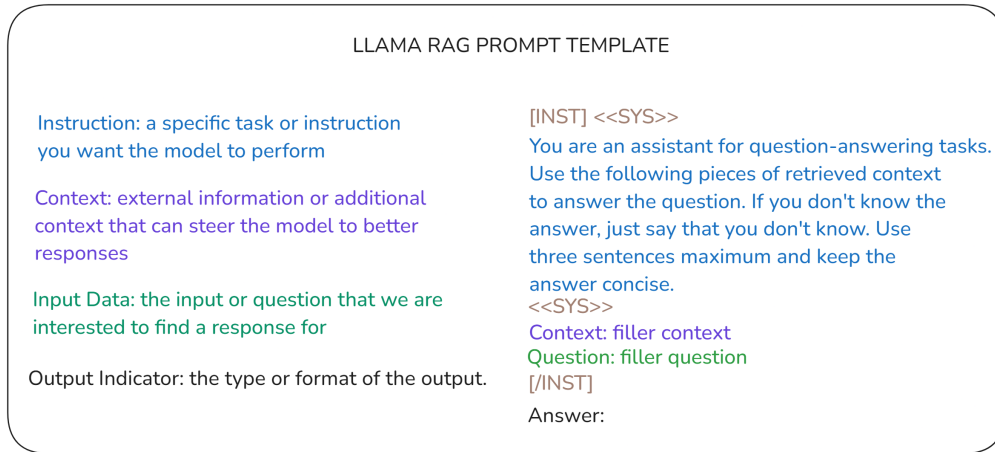 LLAMA RAG PROMPT TEMPLATE
Instruction: a specific task or instruction
you want the model to perform
Context: external information or additional
context that can steer the model to better
responses
Input Data: the input or question that we are
interested to find a response for
Output Indicator: the type or format of the output.
[INST] <<SYS>>
You are an assistant for question-answering tasks.
Use the following pieces of retrieved context
to answer the question. If you don't know the
answer, just say that you don't know. Use
three sentences maximum and keep the
answer concise.
<<SYS>>
Context: filler context
Question: filler question
[/INST]
Answer: